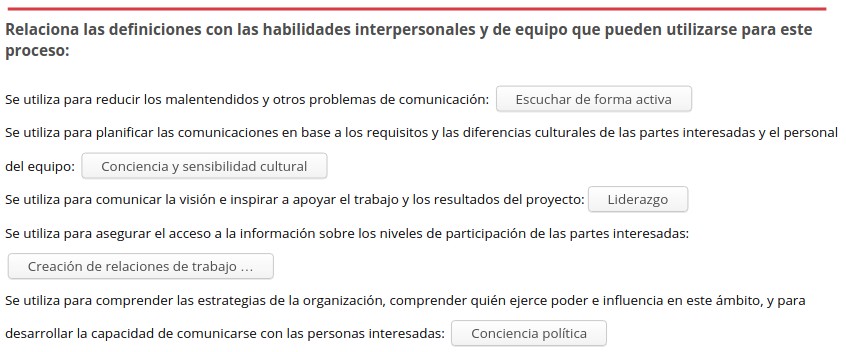 Relaciona las definiciones con las habilidades interpersonales y de equipo que pueden utilizarse para este
proceso:
Se utiliza para reducir los malentendidos y otros problemas de comunicación: Escuchar de forma activa
Se utiliza para planificar las comunicaciones en base a los requisitos y las diferencias culturales de las partes interesadas y el personal
del equipo: Conciencia y sensibilidad cultural
Se utiliza para comunicar la visión e inspirar a apoyar el trabajo y los resultados del proyecto: Liderazgo
Se utiliza para asegurar el acceso a la información sobre los niveles de participación de las partes interesadas:
Creación de relaciones de trabajo …
Se utiliza para comprender las estrategias de la organización, comprender quién ejerce poder e influencia en este ámbito, y para
desarrollar la capacidad de comunicarse con las personas interesadas: Conciencia política